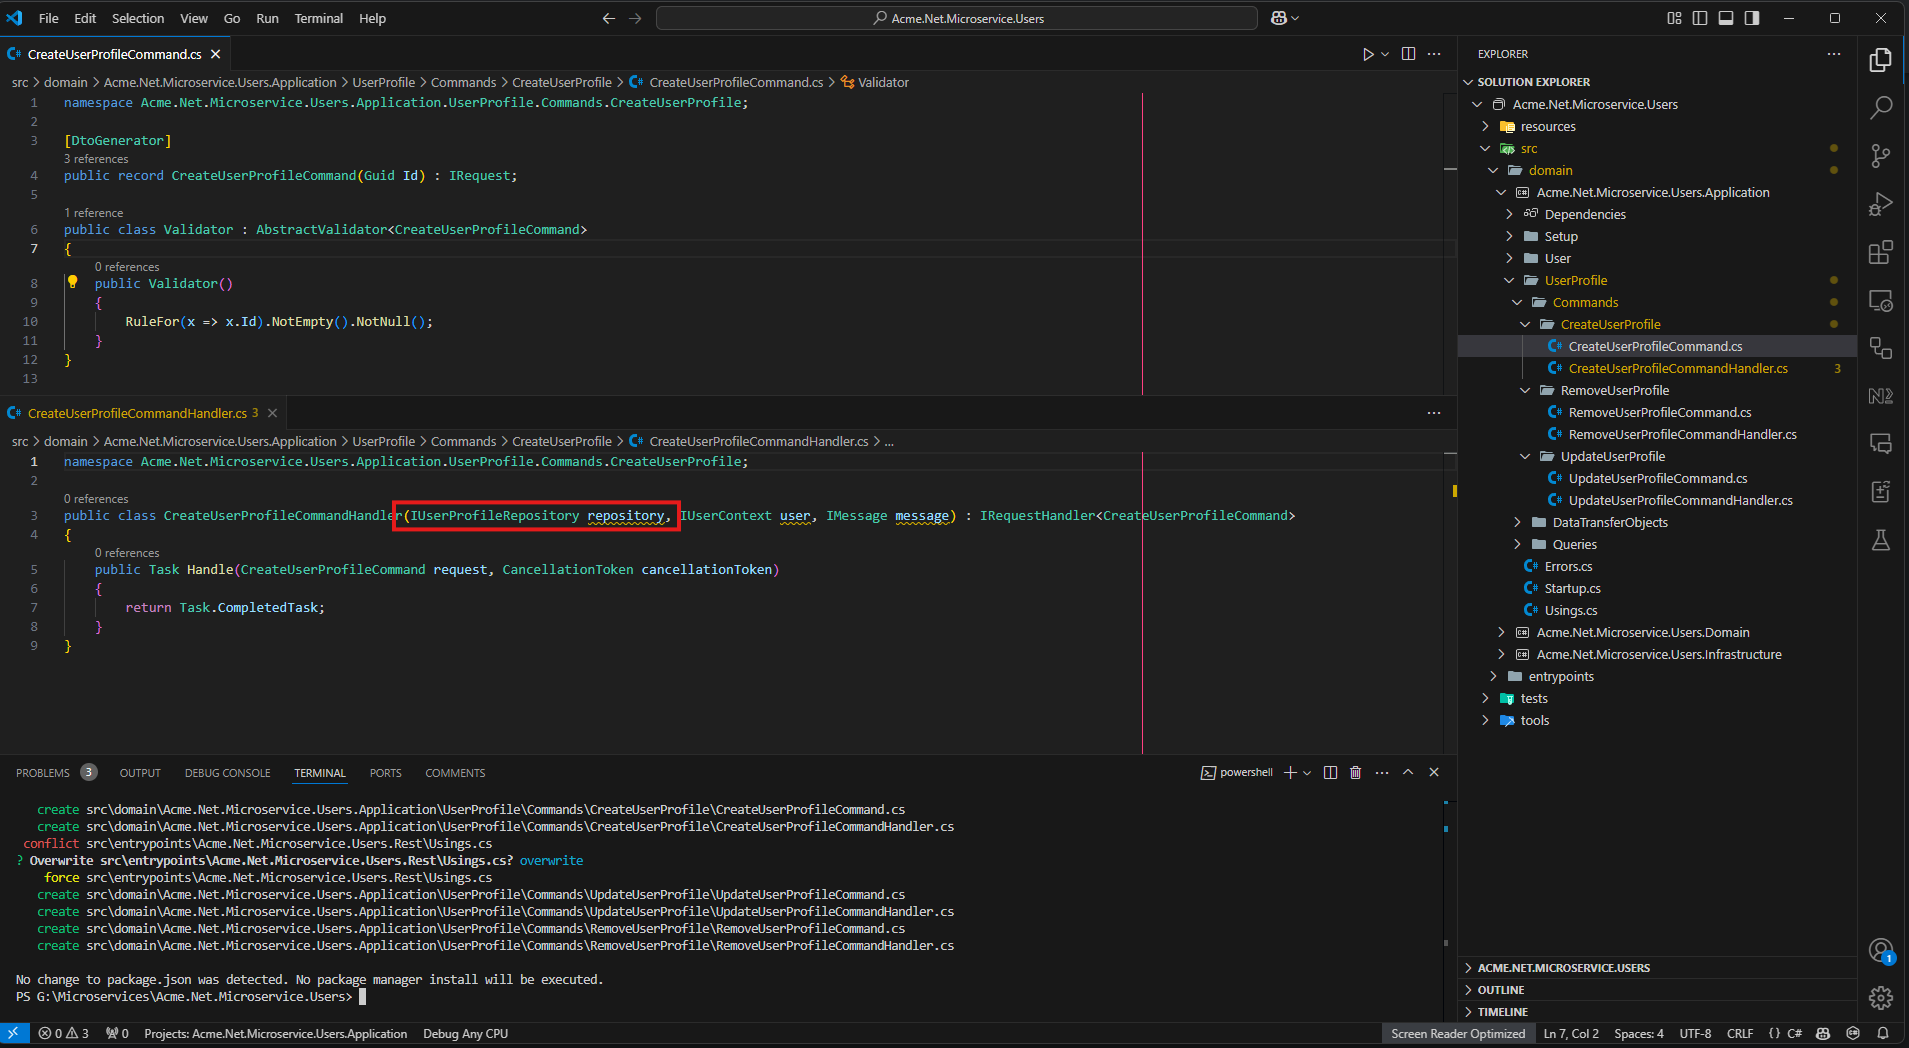 File Edit Selection View Go Run Terminal Help
Acme.Net.Microservice.Users
CreateUserProfileCommand.cs
src > domain > Acme.Net.Microservice.Users.Application > UserProfile > Commands > CreateUserProfile > CreateUserProfileCommand.cs > Validator
1 namespace Acme.Net.Microservice.Users.Application.UserProfile.Commands.CreateUserProfile;
2
3 [DtoGenerator]
3 references
4 public record CreateUserProfileCommand(Guid Id) : IRequest;
5
1 reference
6 public class Validator : AbstractValidator<CreateUserProfileCommand>
7 {
0 references
8 public Validator()
9 {
10 RuleFor(x => x.Id).NotEmpty().NotNull();
11 }
12 }
13
CreateUserProfileCommandHandler.cs 3
src > domain > Acme.Net.Microservice.Users.Application > UserProfile > Commands > CreateUserProfile > CreateUserProfileCommandHandler.cs > ...
1 namespace Acme.Net.Microservice.Users.Application.UserProfile.Commands.CreateUserProfile;
2
0 references
3 public class CreateUserProfileCommandHandler(IUserProfileRepository repository, IUserContext user, IMessage message) : IRequestHandler<CreateUserProfileCommand>
4 {
0 references
5 public Task Handle(CreateUserProfileCommand request, CancellationToken cancellationToken)
6 {
7 return Task.CompletedTask;
8 }
9 }
PROBLEMS 3 OUTPUT DEBUG CONSOLE TERMINAL PORTS COMMENTS
powershell
create src\domain\Acme.Net.Microservice.Users.Application\UserProfile\Commands\CreateUserProfile\CreateUserProfileCommand.cs
create src\domain\Acme.Net.Microservice.Users.Application\UserProfile\Commands\CreateUserProfile\CreateUserProfileCommandHandler.cs
conflict src\entrypoints\Acme.Net.Microservice.Users.Rest\Usings.cs
? Overwrite src\entrypoints\Acme.Net.Microservice.Users.Rest\Usings.cs? overwrite
force src\entrypoints\Acme.Net.Microservice.Users.Rest\Usings.cs
create src\domain\Acme.Net.Microservice.Users.Application\UserProfile\Commands\UpdateUserProfile\UpdateUserProfileCommand.cs
create src\domain\Acme.Net.Microservice.Users.Application\UserProfile\Commands\UpdateUserProfile\UpdateUserProfileCommandHandler.cs
create src\domain\Acme.Net.Microservice.Users.Application\UserProfile\Commands\RemoveUserProfile\RemoveUserProfileCommand.cs
create src\domain\Acme.Net.Microservice.Users.Application\UserProfile\Commands\RemoveUserProfile\RemoveUserProfileCommandHandler.cs
No change to package.json was detected. No package manager install will be executed.
PS G:\Microservices\Acme.Net.Microservice.Users>
EXPLORER
SOLUTION EXPLORER
Acme.Net.Microservice.Users
resources
src
domain
Acme.Net.Microservice.Users.Application
Dependencies
Setup
User
UserProfile
Commands
CreateUserProfile
CreateUserProfileCommand.cs
CreateUserProfileCommandHandler.cs 3
RemoveUserProfile
RemoveUserProfileCommand.cs
RemoveUserProfileCommandHandler.cs
UpdateUserProfile
UpdateUserProfileCommand.cs
UpdateUserProfileCommandHandler.cs
DataTransferObjects
Queries
Errors.cs
Startup.cs
Usings.cs
Acme.Net.Microservice.Users.Domain
Acme.Net.Microservice.Users.Infrastructure
entrypoints
tests
tools
ACME.NET.MICROSERVICE.USERS
OUTLINE
TIMELINE
1
0 3 0 Projects: Acme.Net.Microservice.Users.Application Debug Any CPU
Screen Reader Optimized Ln 7, Col 2 Spaces: 4 UTF-8 CRLF {} C#